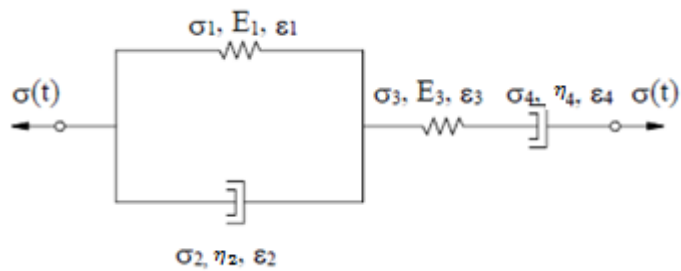 σ1, E1, ε1
σ(t)
σ3, E3, ε3
σ4, η4, ε4
σ(t)
σ2, η2, ε2